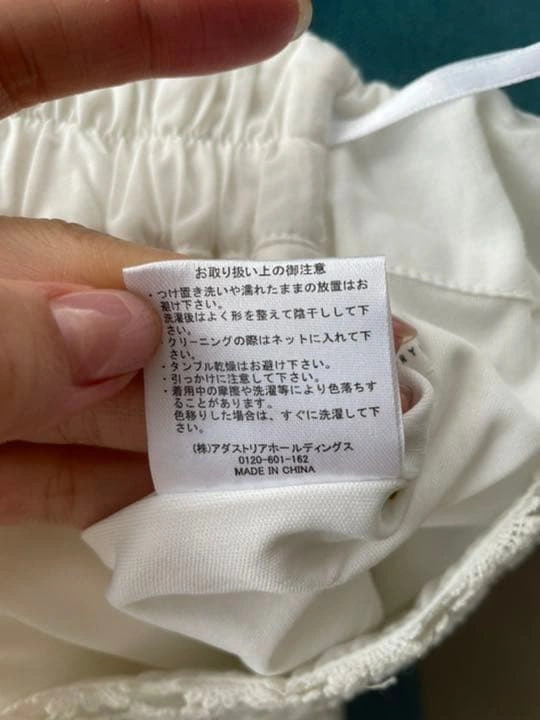 お取り扱い上の御注意
・つけ置き洗いや濡れたままの放置はお
避け下さい。
洗濯後はよく形を整えて陰干しして下
さい。
クリーニングの際はネットに入れて下
さい。
・タンブル乾燥はお避け下さい。
・引っかけに注意して下さい。
・着用中の摩擦や洗濯等により色落ちす
ることがあります。
色移りした場合は、すぐに洗濯して下
さい。
(株)アダストリアホールディングス
0120-601-162
MADE IN CHINA